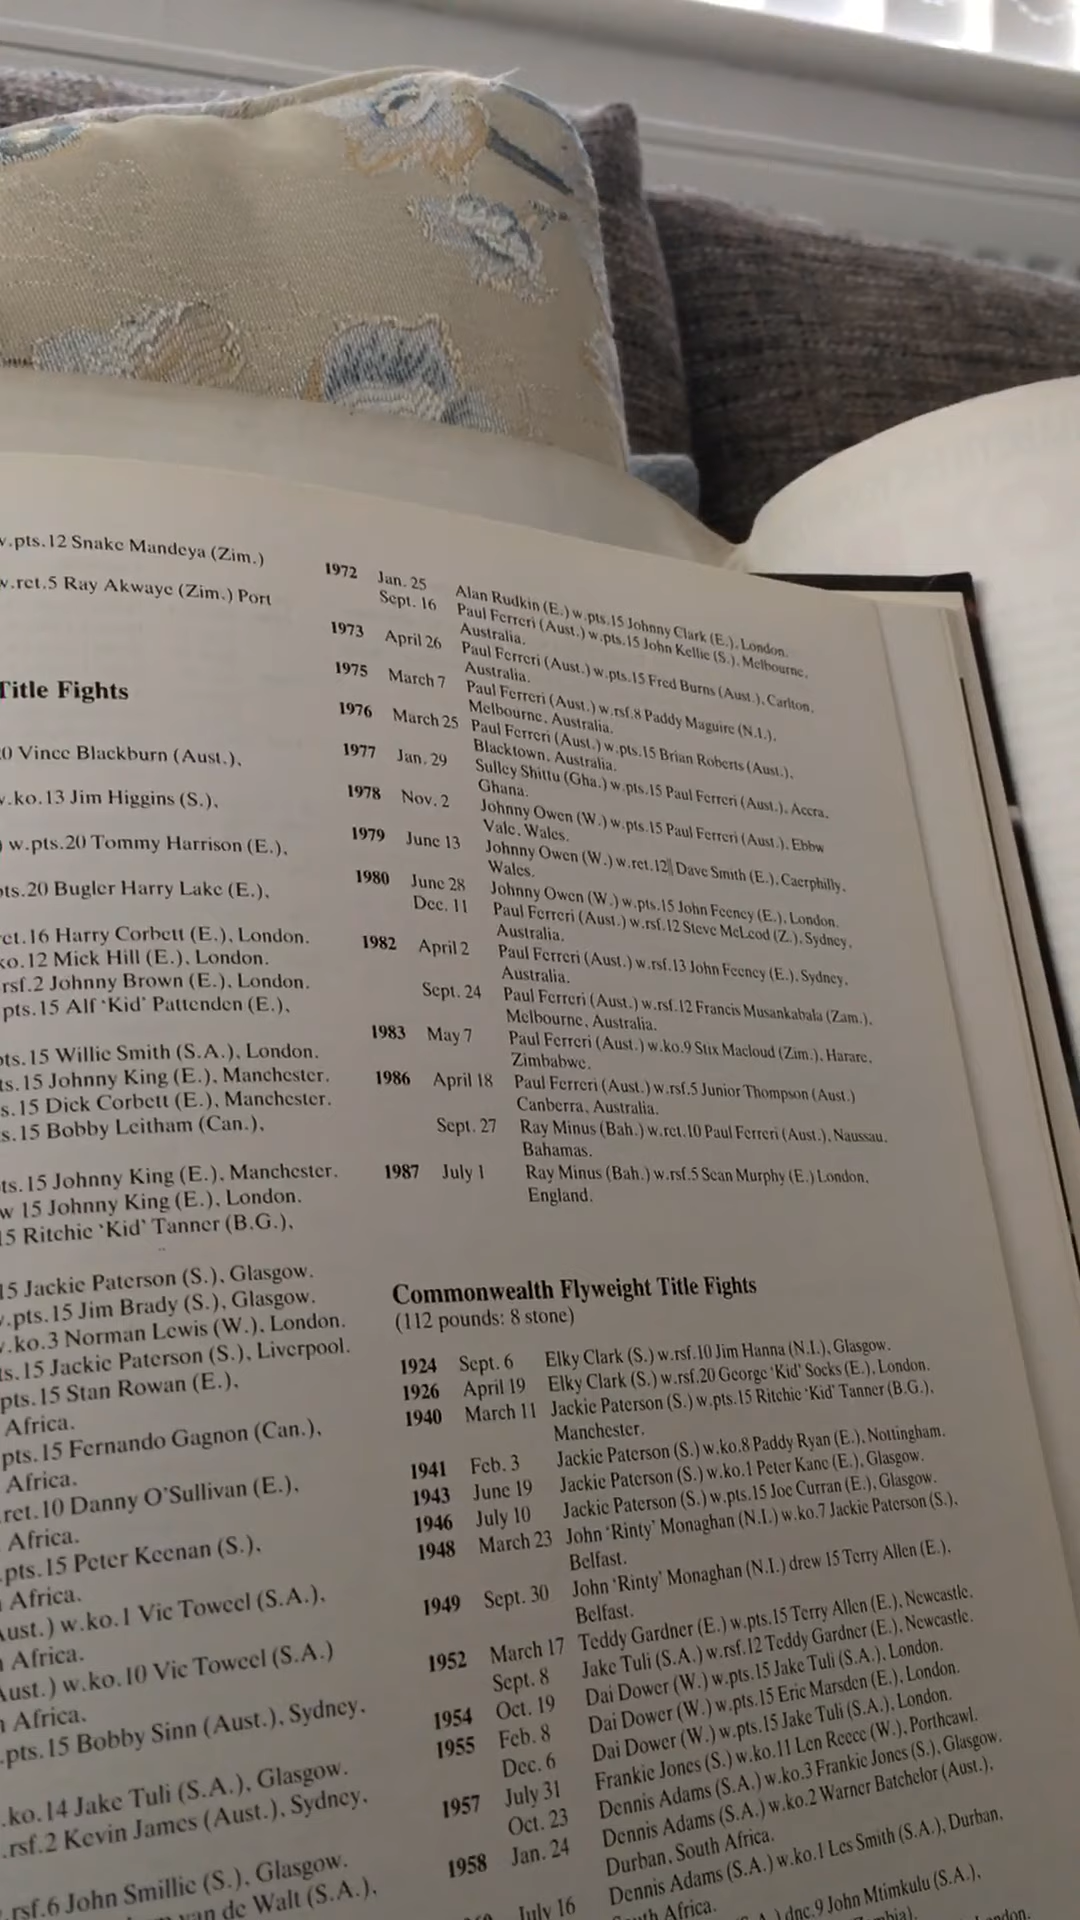 w.pts.12 Snake Mandeya (Zim.)
w.ret.5 Ray Akwaye (Zim.) Port
Title Fights
20 Vince Blackburn (Aust.),
w.ko.13 Jim Higgins (S.),
) w.pts.20 Tommy Harrison (E.),
pts.20 Bugler Harry Lake (E.),
ret.16 Harry Corbett (E.), London.
ko.12 Mick Hill (E.), London.
rsf.2 Johnny Brown (E.), London.
pts.15 Alf ‘Kid’ Pattenden (E.),
pts.15 Willie Smith (S.A.), London.
ts.15 Johnny King (E.), Manchester.
s.15 Dick Corbett (E.), Manchester.
s.15 Bobby Leitham (Can.),
ts.15 Johnny King (E.), Manchester.
w 15 Johnny King (E.), London.
15 Ritchie ‘Kid’ Tanner (B.G.),
15 Jackie Paterson (S.), Glasgow.
w.pts.15 Jim Brady (S.), Glasgow.
w.ko.3 Norman Lewis (W.), London.
ts.15 Jackie Paterson (S.), Liverpool.
pts.15 Stan Rowan (E.),
Africa.
pts.15 Fernando Gagnon (Can.),
Africa.
ret.10 Danny O’Sullivan (E.),
Africa.
.pts.15 Peter Keenan (S.),
Africa.
Aust.) w.ko.1 Vic Toweel (S.A.),
Africa.
Aust.) w.ko.10 Vic Toweel (S.A.)
Africa.
.pts.15 Bobby Sinn (Aust.), Sydney.
.ko.14 Jake Tuli (S.A.), Glasgow.
.rsf.2 Kevin James (Aust.), Sydney.
.rsf.6 John Smillie (S.), Glasgow.
van de Walt (S.A.),
1972 Jan. 25 Alan Rudkin (E.) w.pts.15 Johnny Clark (E.), London.
Sept. 16 Paul Ferreri (Aust.) w.pts.15 John Kellie (S.), Melbourne,
Australia.
1973 April 26 Paul Ferreri (Aust.) w.pts.15 Fred Burns (Aust.), Carlton,
Australia.
1975 March 7 Paul Ferreri (Aust.) w.rsf.8 Paddy Maguire (N.I.),
Melbourne, Australia.
1976 March 25 Paul Ferreri (Aust.) w.pts.15 Brian Roberts (Aust.),
Blacktown, Australia.
1977 Jan. 29 Sulley Shittu (Gha.) w.pts.15 Paul Ferreri (Aust.), Accra,
Ghana.
1978 Nov. 2 Johnny Owen (W.) w.pts.15 Paul Ferreri (Aust.), Ebbw
Vale, Wales.
1979 June 13 Johnny Owen (W.) w.ret.12 Dave Smith (E.), Caerphilly,
Wales.
1980 June 28 Johnny Owen (W.) w.pts.15 John Feeney (E.), London.
Dec. 11 Paul Ferreri (Aust.) w.rsf.12 Steve McLeod (Z.), Sydney,
Australia.
1982 April 2 Paul Ferreri (Aust.) w.rsf.13 John Feeney (E.), Sydney,
Australia.
Sept. 24 Paul Ferreri (Aust.) w.rsf.12 Francis Musankabala (Zam.),
Melbourne, Australia.
1983 May 7 Paul Ferreri (Aust.) w.ko.9 Stix Macloud (Zim.), Harare,
Zimbabwe.
1986 April 18 Paul Ferreri (Aust.) w.rsf.5 Junior Thompson (Aust.)
Canberra, Australia.
Sept. 27 Ray Minus (Bah.) w.ret.10 Paul Ferreri (Aust.), Naussau,
Bahamas.
1987 July 1 Ray Minus (Bah.) w.rsf.5 Sean Murphy (E.) London,
England.
Commonwealth Flyweight Title Fights
(112 pounds: 8 stone)
1924 Sept. 6 Elky Clark (S.) w.rsf.10 Jim Hanna (N.I.), Glasgow.
1926 April 19 Elky Clark (S.) w.rsf.20 George ‘Kid’ Socks (E.), London.
1940 March 11 Jackie Paterson (S.) w.pts.15 Ritchie ‘Kid’ Tanner (B.G.),
Manchester.
1941 Feb. 3 Jackie Paterson (S.) w.ko.8 Paddy Ryan (E.), Nottingham.
1943 June 19 Jackie Paterson (S.) w.ko.1 Peter Kane (E.), Glasgow.
1946 July 10 Jackie Paterson (S.) w.pts.15 Joe Curran (E.), Glasgow.
1948 March 23 John ‘Rinty’ Monaghan (N.I.) w.ko.7 Jackie Paterson (S.),
Belfast.
1949 Sept. 30 John ‘Rinty’ Monaghan (N.I.) drew 15 Terry Allen (E.),
Belfast.
1952 March 17 Teddy Gardner (E.) w.pts.15 Terry Allen (E.), Newcastle.
Sept. 8 Jake Tuli (S.A.) w.rsf.12 Teddy Gardner (E.), Newcastle.
1954 Oct. 19 Dai Dower (W.) w.pts.15 Jake Tuli (S.A.), London.
1955 Feb. 8 Dai Dower (W.) w.pts.15 Eric Marsden (E.), London.
Dec. 6 Dai Dower (W.) w.pts.15 Jake Tuli (S.A.), London.
1957 July 31 Frankie Jones (S.) w.ko.11 Len Reece (W.), Porthcawl.
Oct. 23 Dennis Adams (S.A.) w.ko.3 Frankie Jones (S.), Glasgow.
1958 Jan. 24 Dennis Adams (S.A.) w.ko.2 Warner Batchelor (Aust.),
Durban, South Africa.
July 16 Dennis Adams (S.A.) w.ko.1 Les Smith (S.A.), Durban,
South Africa.
dnc.9 John Mtimkulu (S.A.),